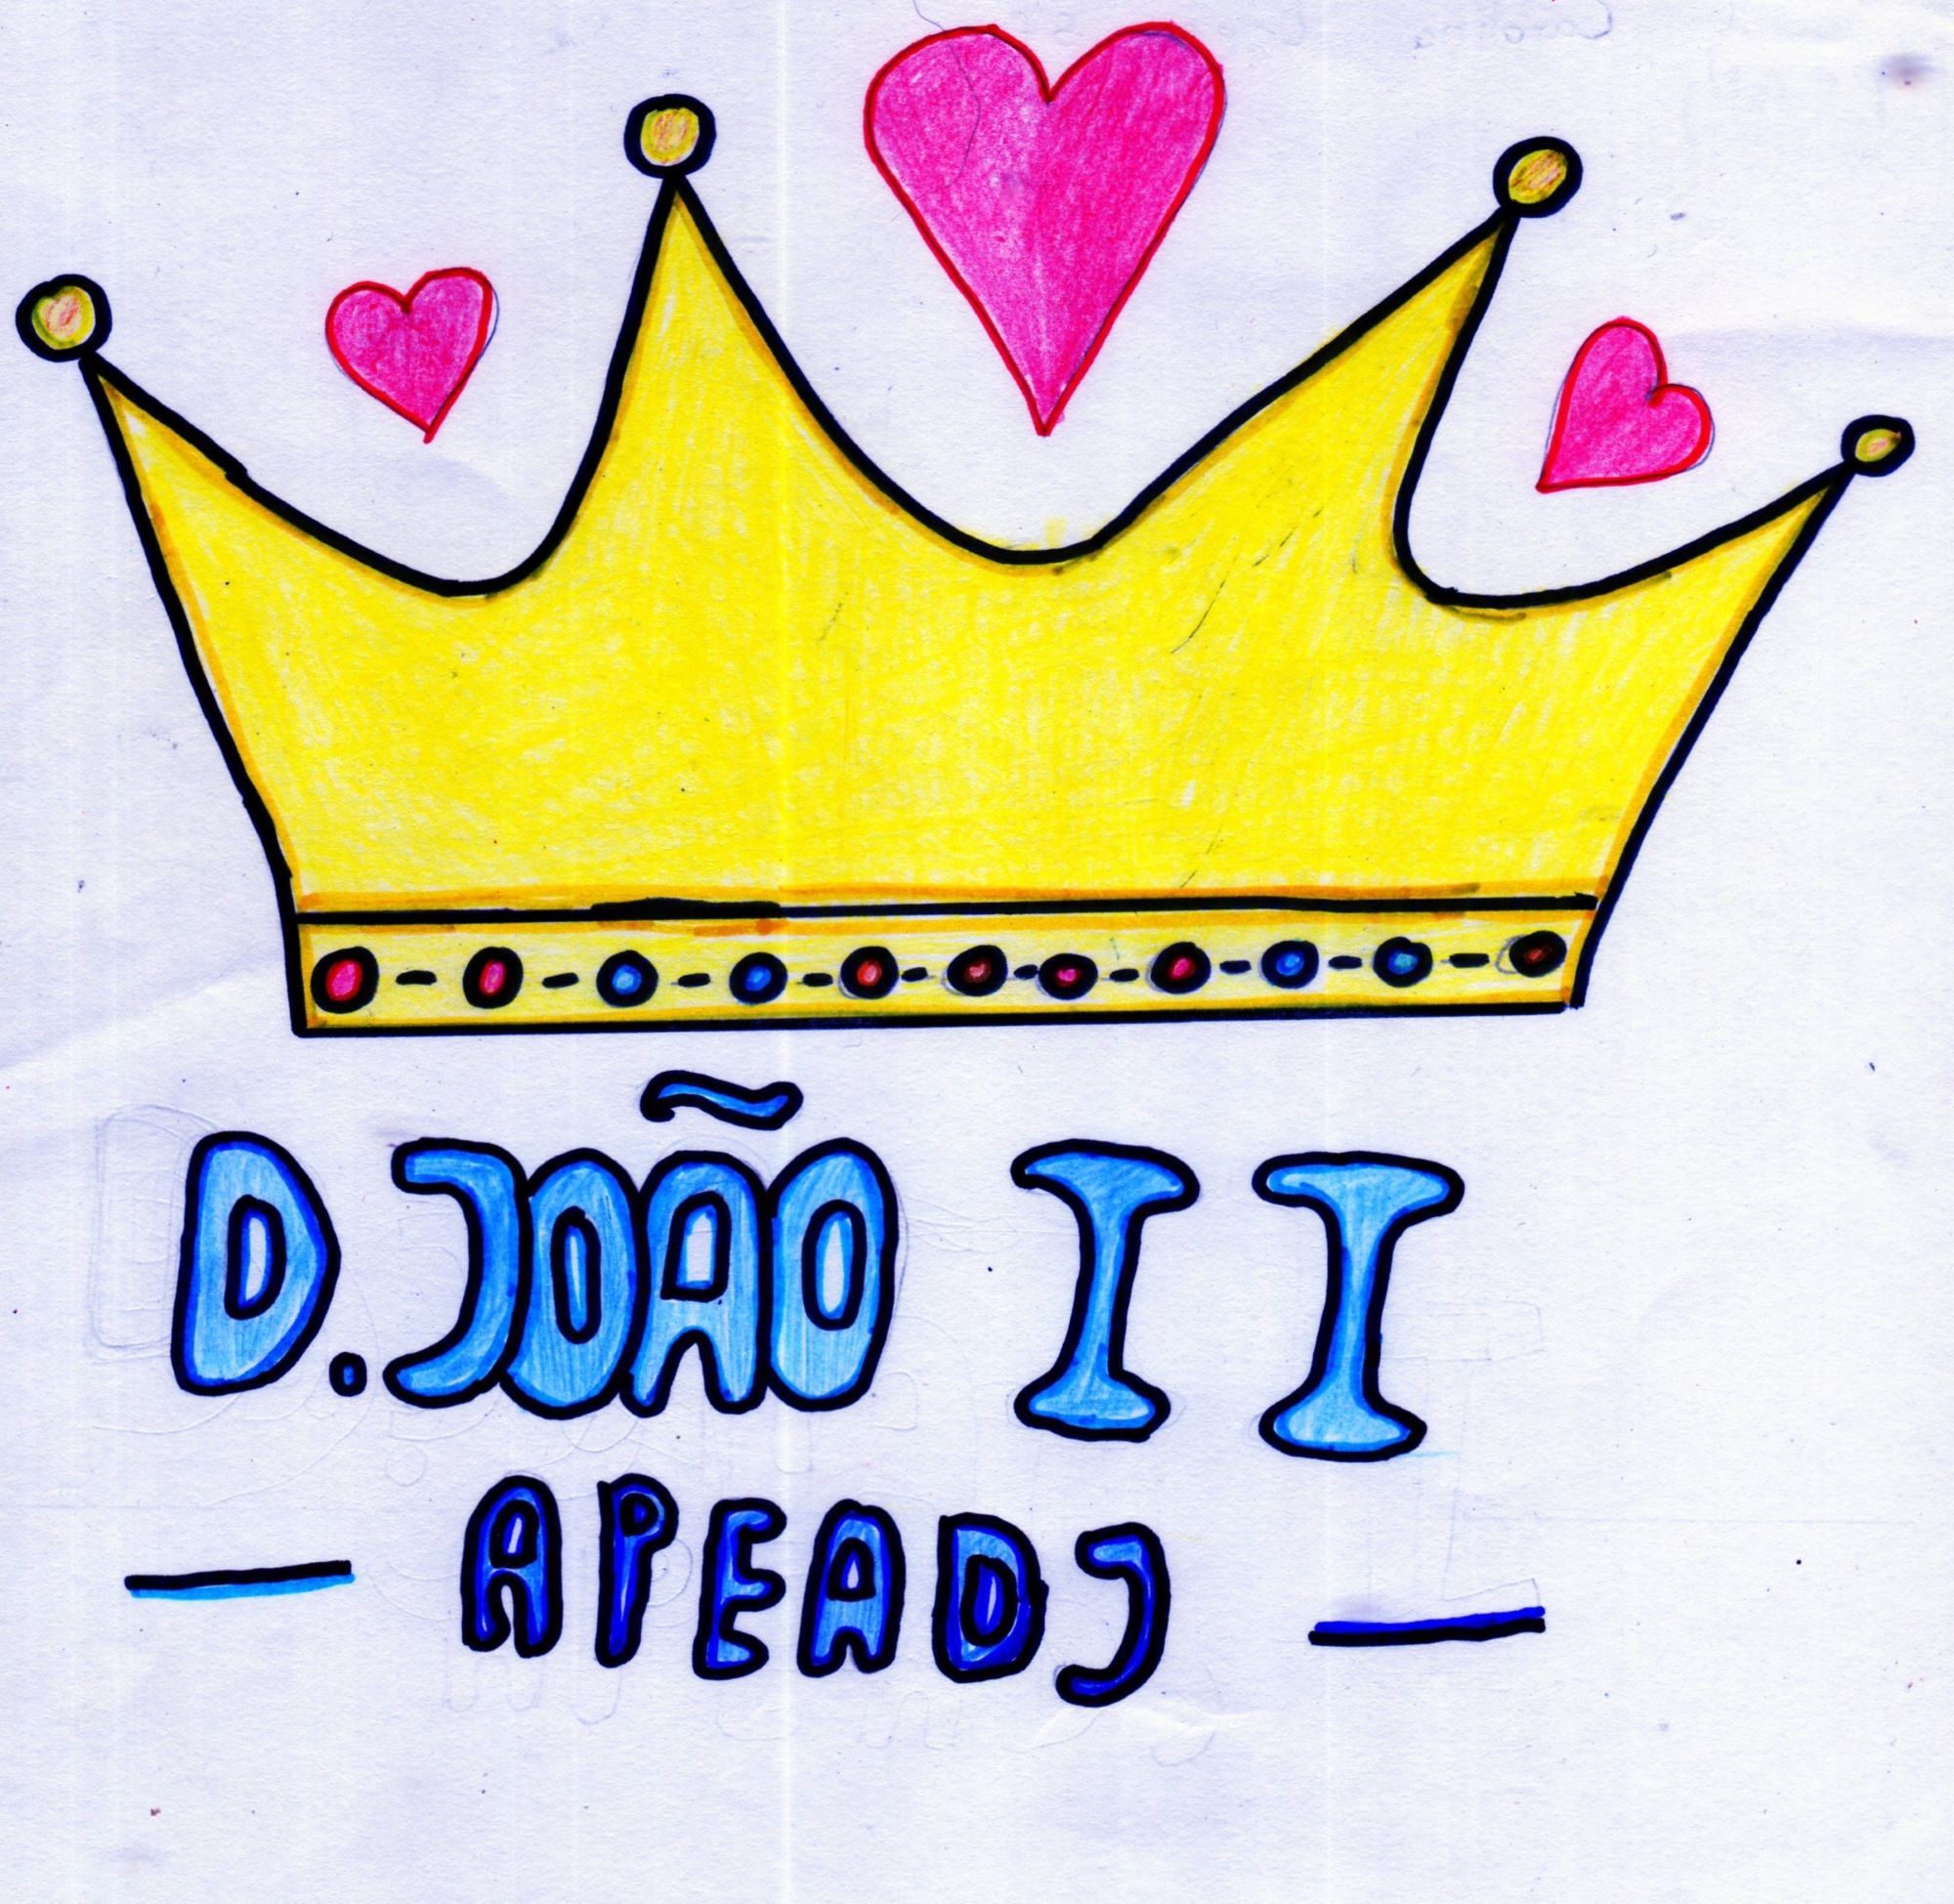 D. JOÃO II
— APEADJ —